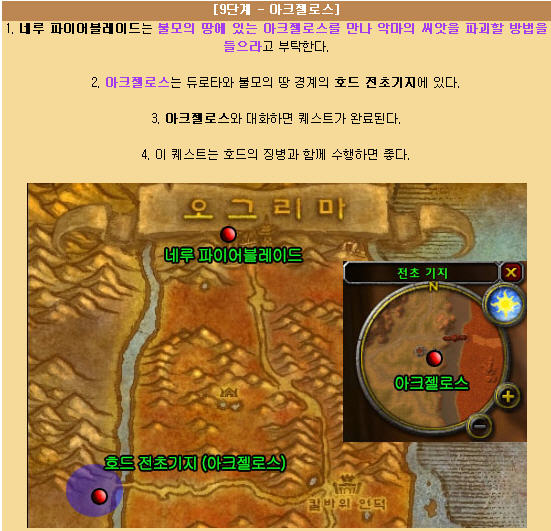 [9단계 - 아크젤로스]
1. 네루 파이어블레이드는 불모의 땅에 있는 아크젤로스를 만나 악마의 씨앗을 파괴할 방법을
들으라고 부탁한다.
2. 아크젤로스는 듀로타와 불모의 땅 경계의 호드 전초기지에 있다.
3. 아크젤로스와 대화하면 퀘스트가 완료된다.
4. 이 퀘스트는 호드의 징병과 함께 수행하면 좋다.
오그리마
네루 파이어블레이드
전초 기지
N
아크젤로스
호드 전초기지 (아크젤로스)
칼바위 언덕